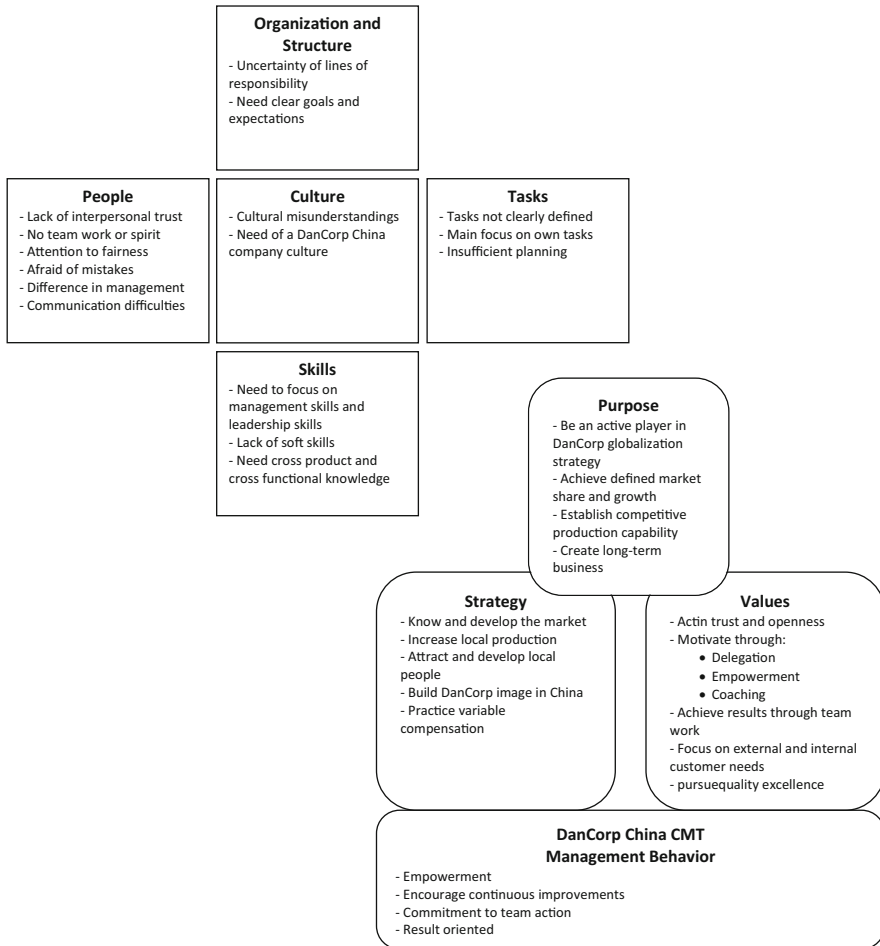 Organization and
Structure
- Uncertainty of lines of
responsibility
- Need clear goals and
expectations
People
- Lack of interpersonal trust
- No team work or spirit
- Attention to fairness
- Afraid of mistakes
- Difference in management
- Communication difficulties
Culture
- Cultural misunderstandings
- Need of a DanCorp China
company culture
Tasks
- Tasks not clearly defined
- Main focus on own tasks
- Insufficient planning
Skills
- Need to focus on
management skills and
leadership skills
- Lack of soft skills
- Need cross product and
cross functional knowledge
Purpose
- Be an active player in
DanCorp globalization
strategy
- Achieve defined market
share and growth
- Establish competitive
production capability
- Create long-term
business
Strategy
- Know and develop the market
- Increase local production
- Attract and develop local
people
- Build DanCorp image in China
- Practice variable
compensation
Values
- Actin trust and openness
- Motivate through:
• Delegation
• Empowerment
• Coaching
- Achieve results through team
work
- Focus on external and internal
customer needs
- pursuequality excellence
DanCorp China CMT
Management Behavior
- Empowerment
- Encourage continuous improvements
- Commitment to team action
- Result oriented